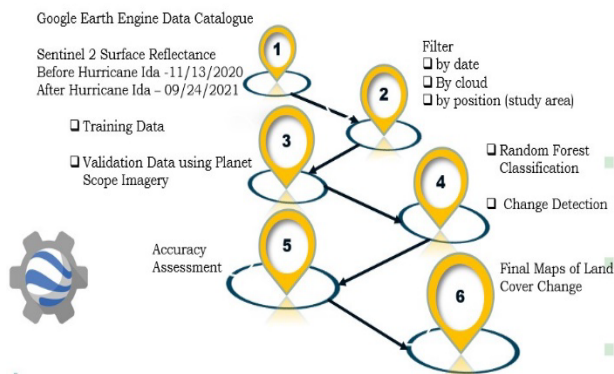 Google Earth Engine Data Catalogue
Sentinel 2 Surface Reflectance
Before Hurricane Ida -11/13/2020
After Hurricane Ida – 09/24/2021
1
Filter
❑ by date
❑ By cloud
❑ by position (study area)
2
❑ Training Data
❑ Validation Data using Planet
Scope Imagery
3
❑ Random Forest
Classification
❑ Change Detection
4
Accuracy
Assessment
5
Final Maps of Land
Cover Change
6